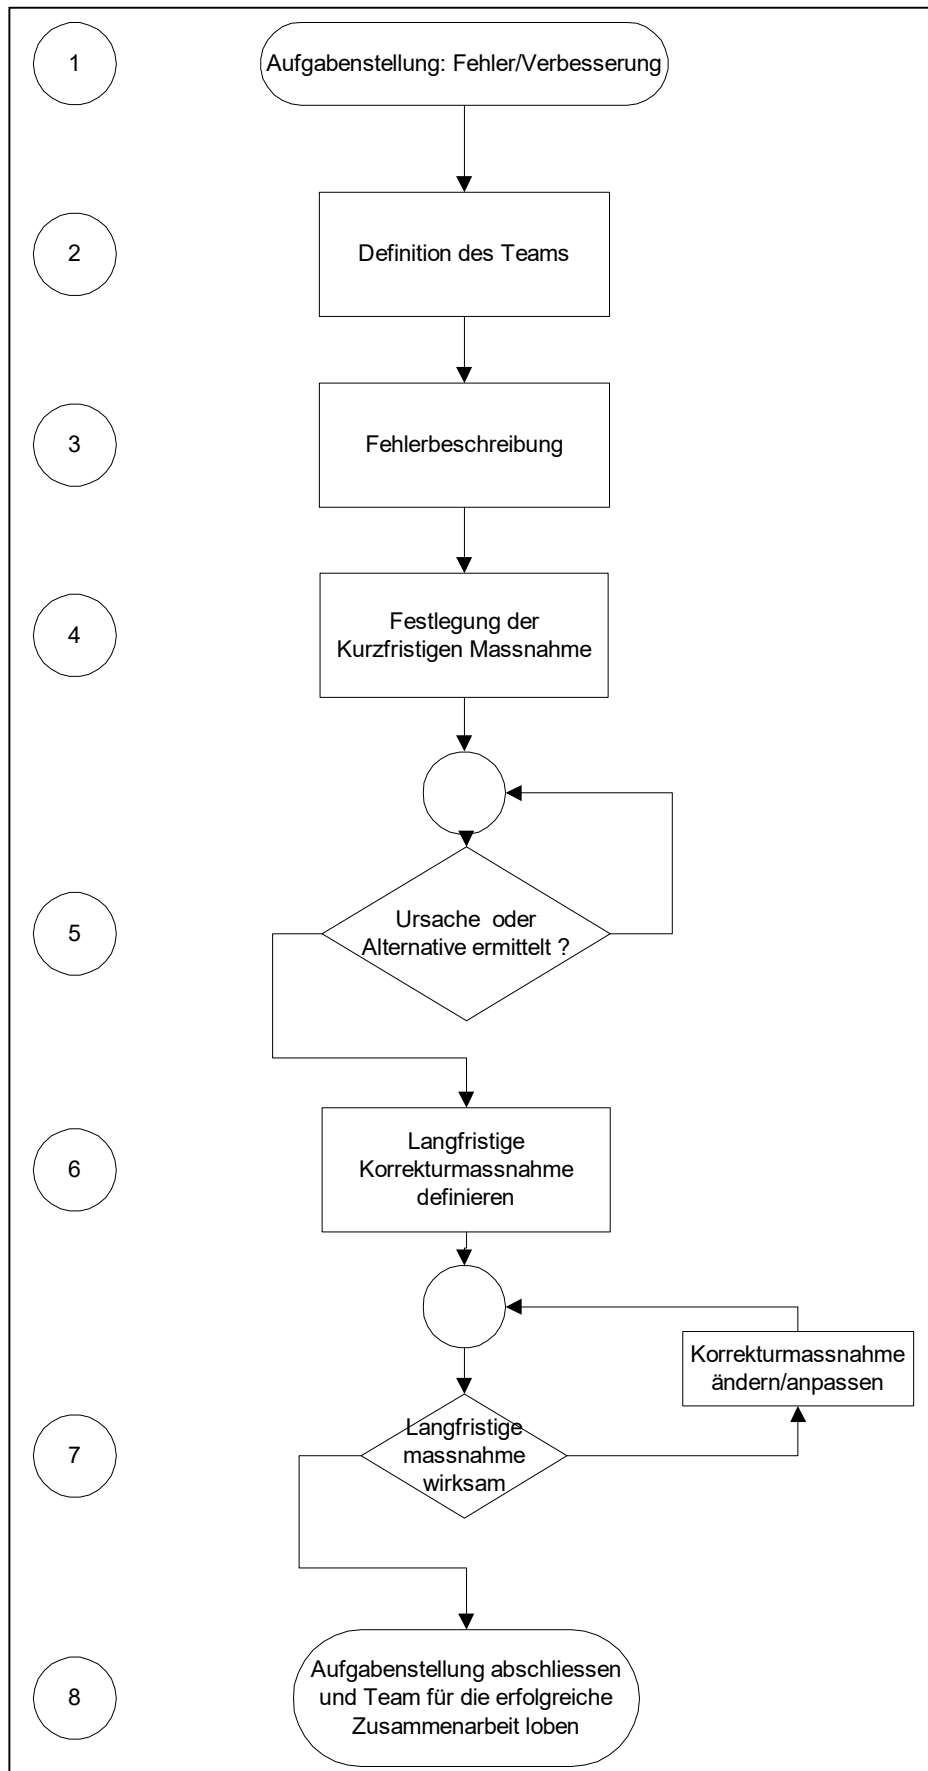 1
Aufgabenstellung: Fehler/Verbesserung
2
Definition des Teams
3
Fehlerbeschreibung
4
Festlegung der
Kurzfristigen Massnahme
5
Ursache  oder
Alternative ermittelt ?
6
Langfristige
Korrekturmassnahme
definieren
Korrekturmassnahme
ändern/anpassen
7
Langfristige
massnahme
wirksam
8
Aufgabenstellung abschliessen
und Team für die erfolgreiche
Zusammenarbeit loben